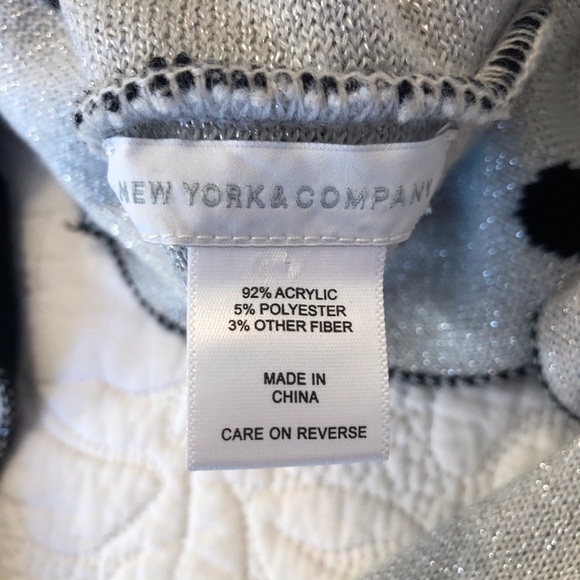 NEW YORK & COMPANY
92% ACRYLIC
5% POLYESTER
3% OTHER FIBER
MADE IN
CHINA
CARE ON REVERSE